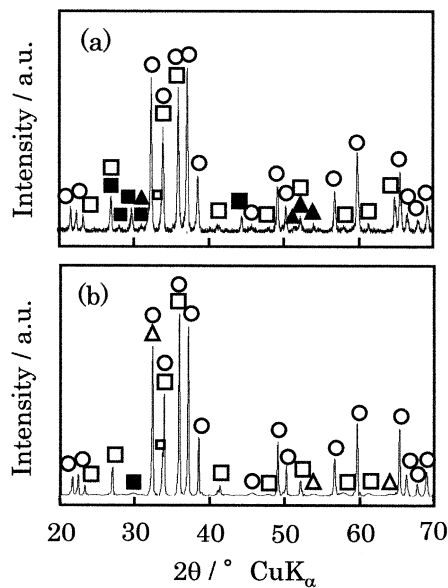 (a)
Intensity / a.u.
(b)
Intensity / a.u.
20 30 40 50 60 70
2θ / ° CuKα